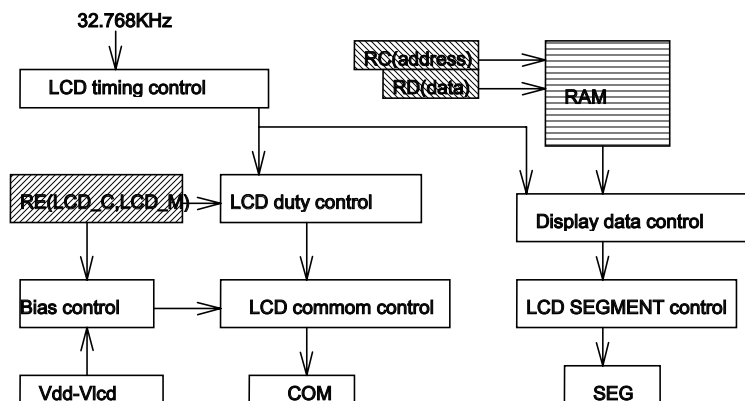 32.768KHz
LCD timing control
RC(address)
RD(data)
RAM
RE(LCD_C,LCD_M)
LCD duty control
Display data control
Bias control
LCD commom control
LCD SEGMENT control
Vdd-Vlcd
COM
SEG